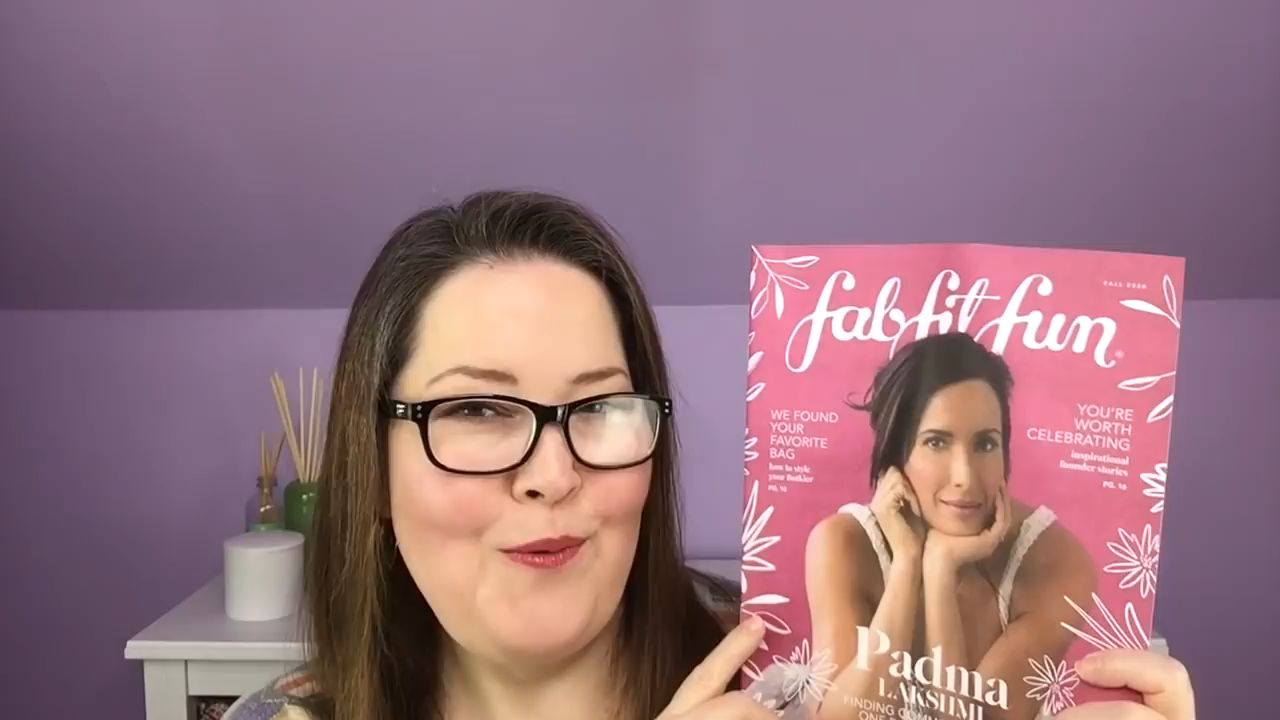 FALL 2020
fabfitfun
WE FOUND
YOUR
FAVORITE
BAG
how to style
your Botkier
PG. 10
YOU'RE
WORTH
CELEBRATING
inspirational
founder stories
PG. 16
Padma
LAKSHMI